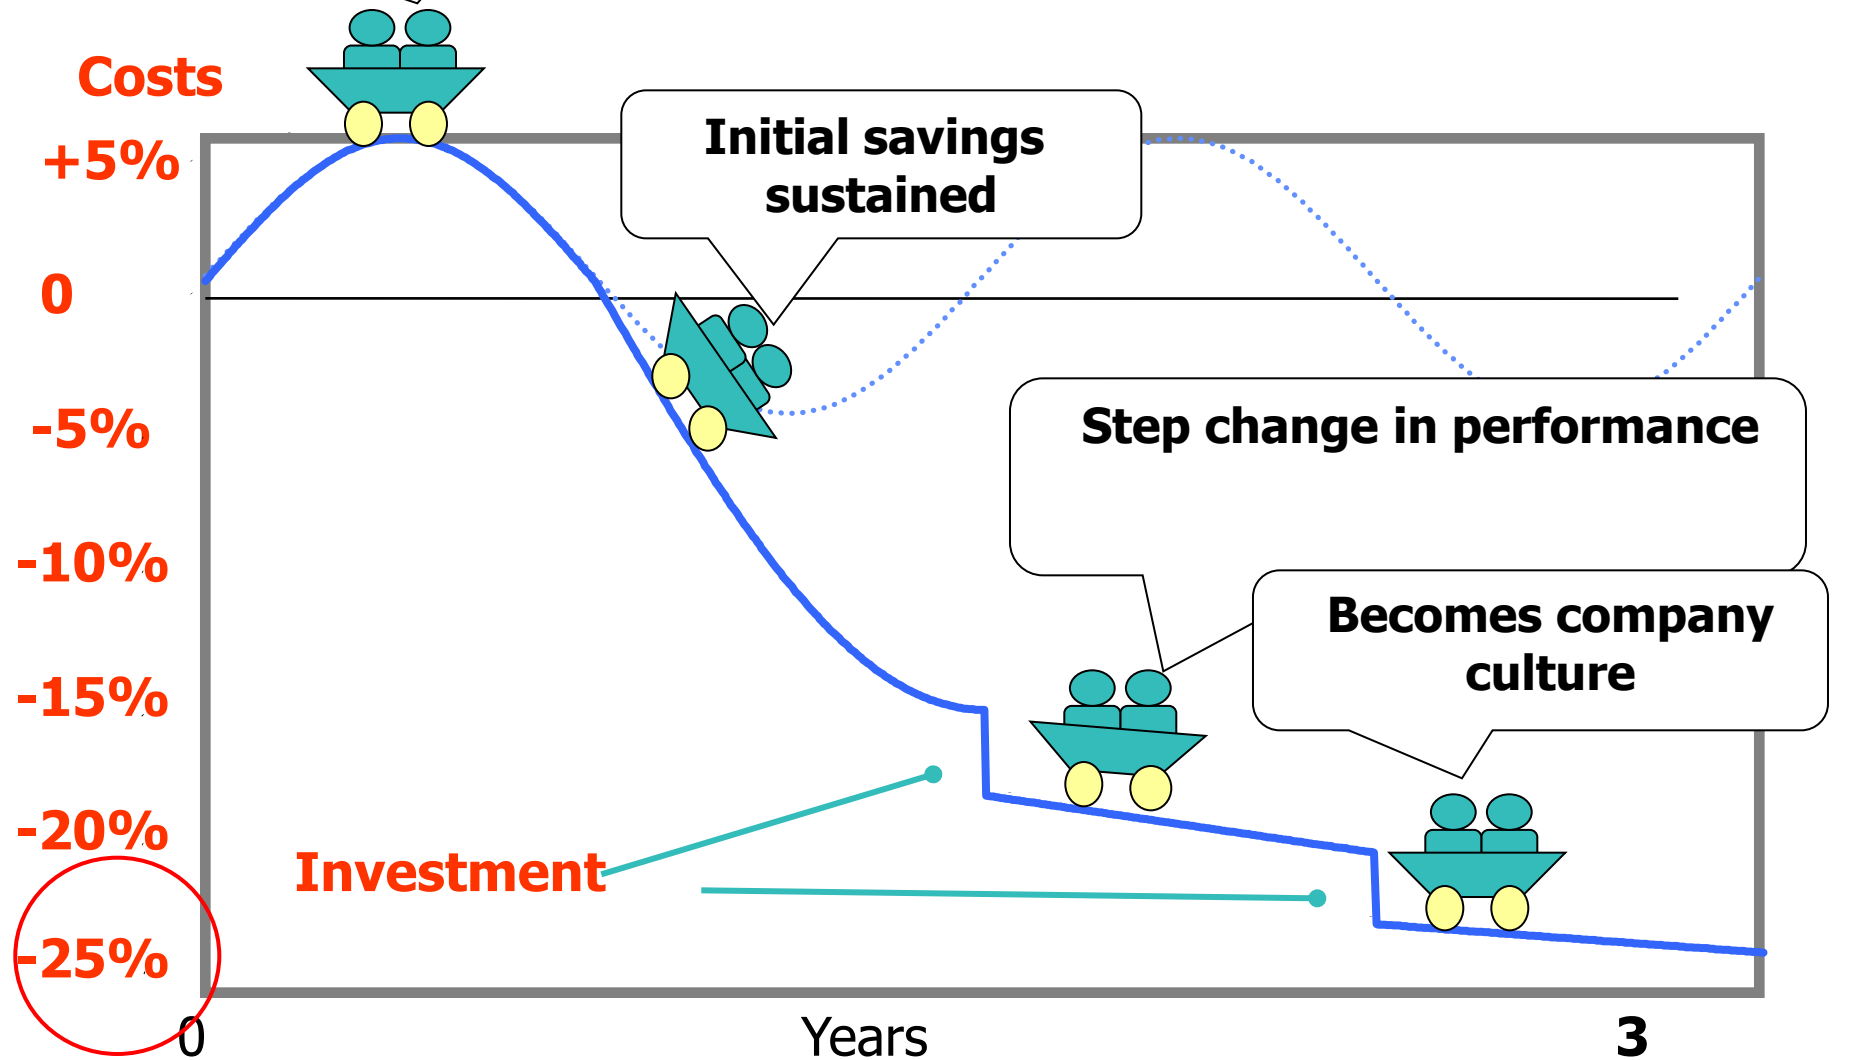 Costs
+5%
0
-5%
-10%
-15%
-20%
-25%
Initial savings
sustained
Step change in performance
Becomes company
culture
Investment
0
Years
3